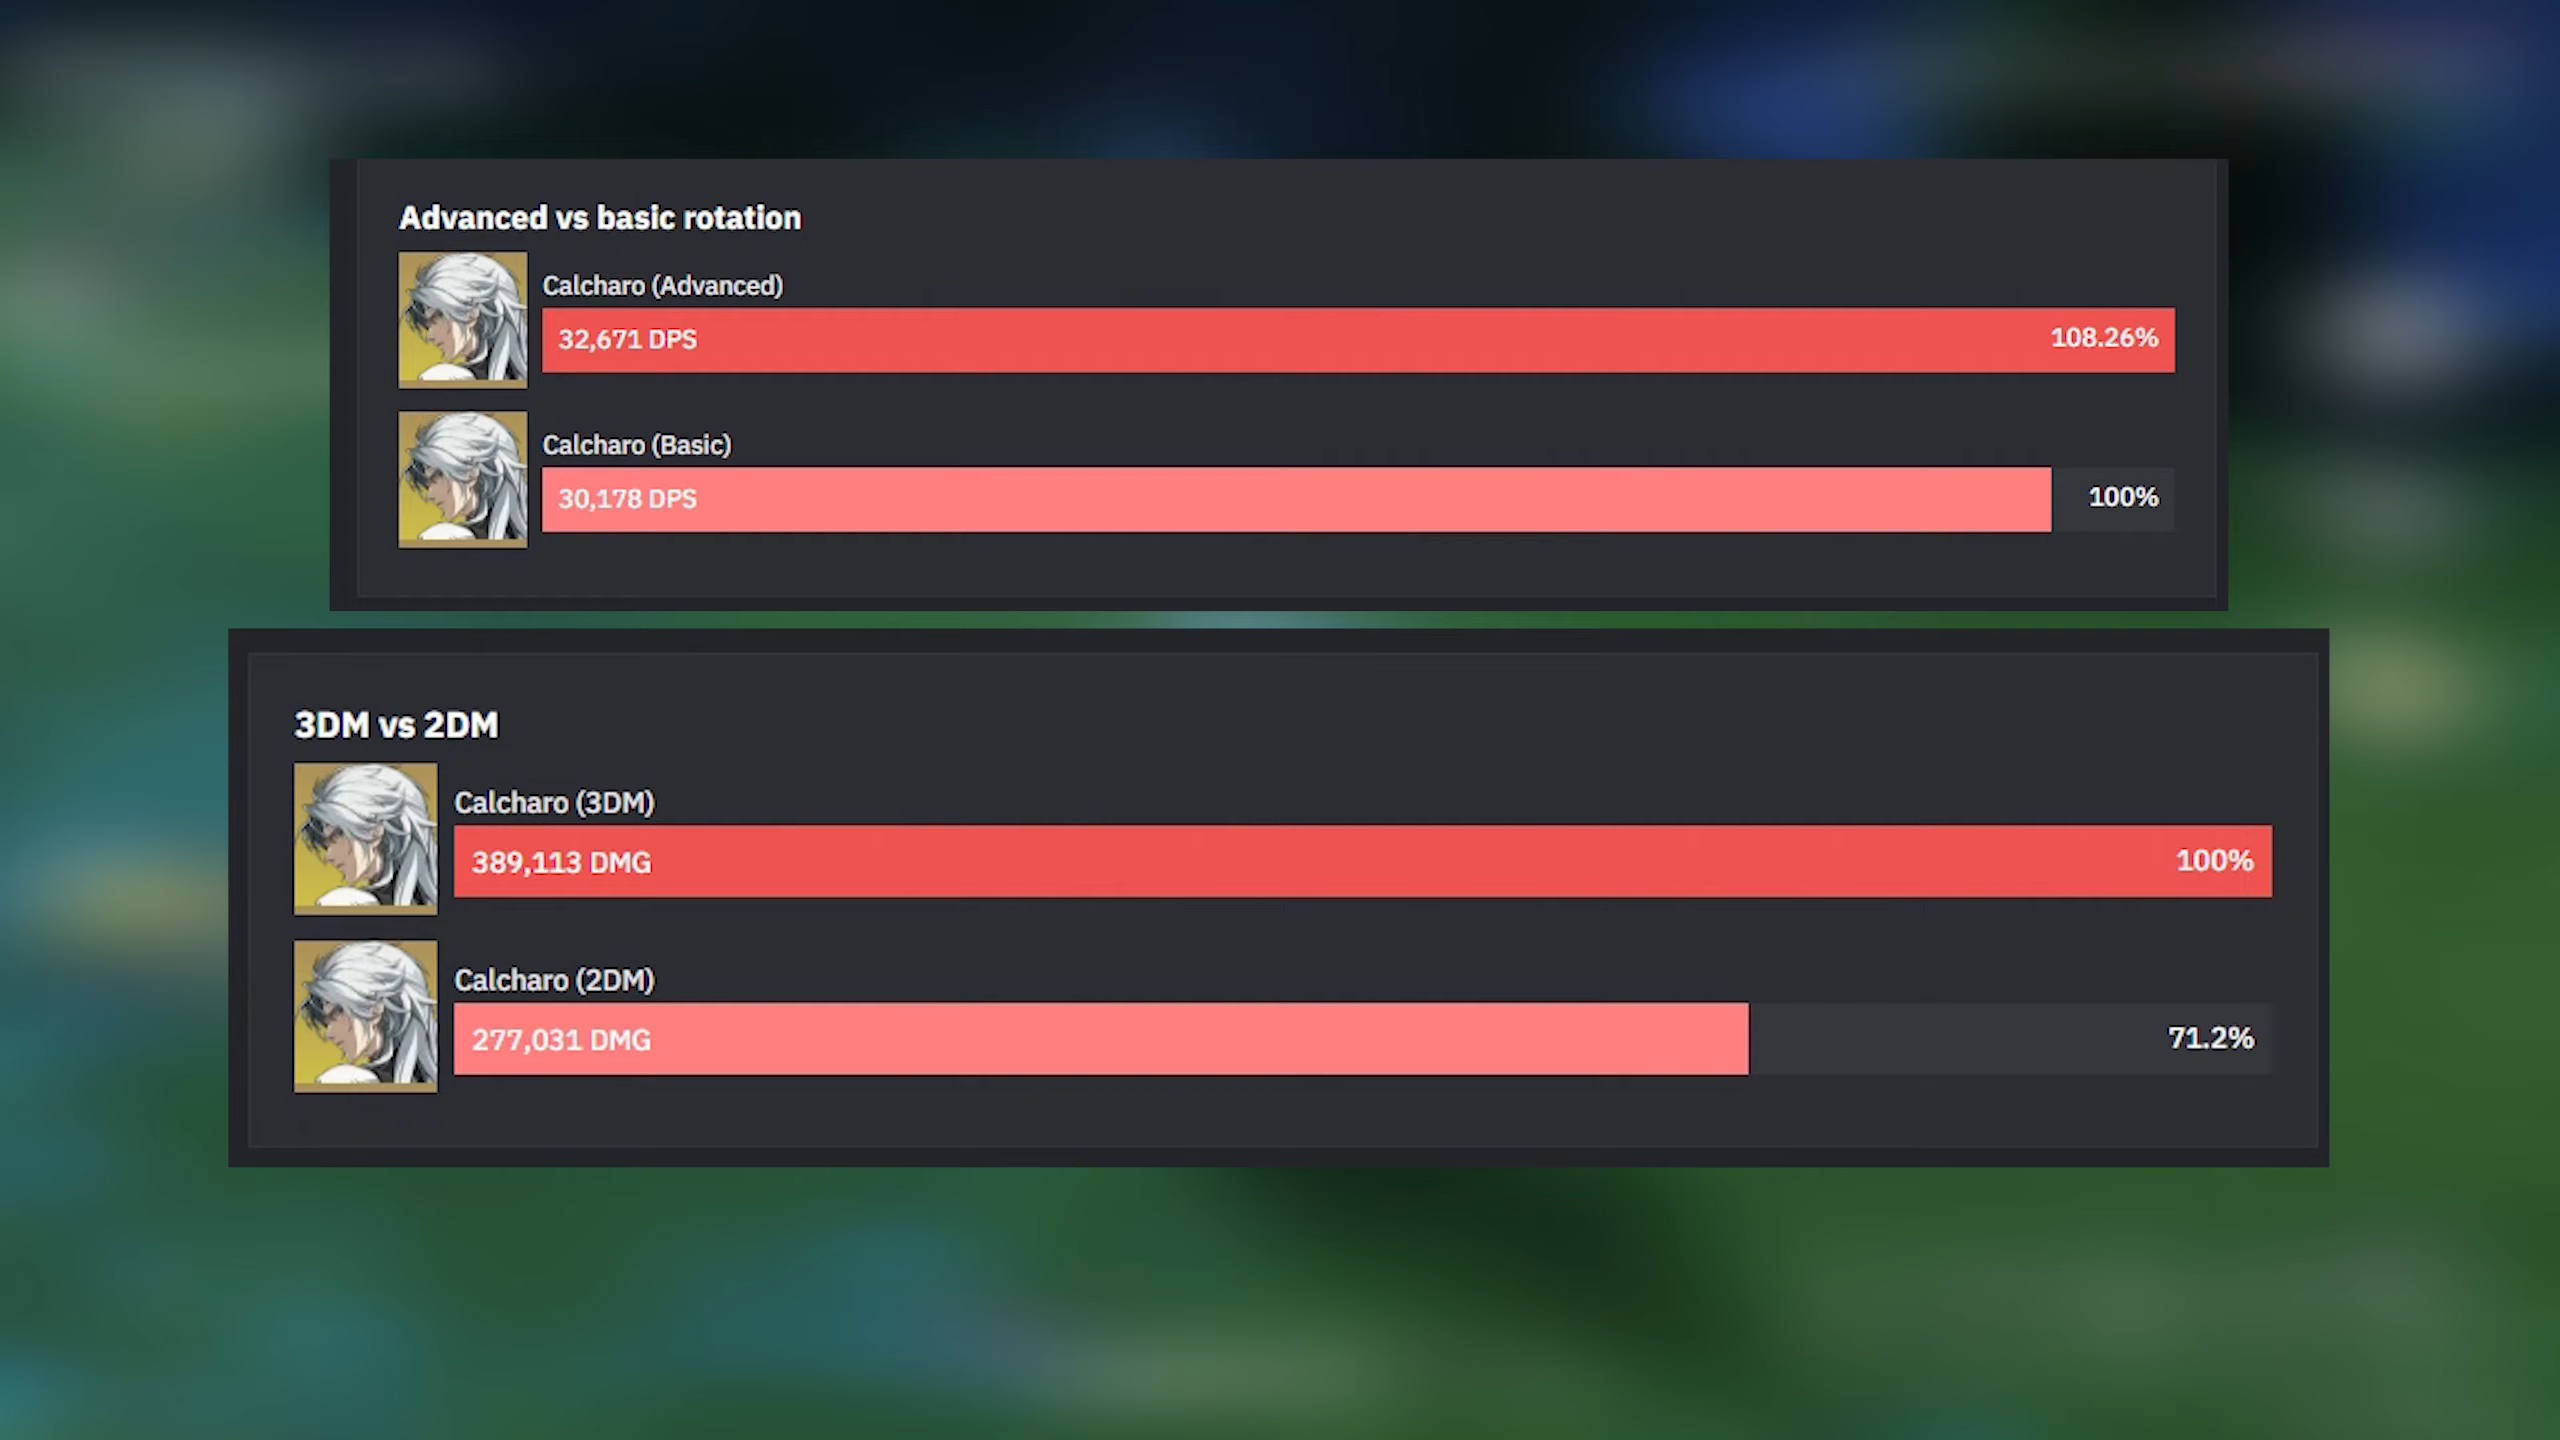 Advanced vs basic rotation
Calcharo (Advanced)
32,671 DPS 108.26%
Calcharo (Basic)
30,178 DPS 100%
3DM vs 2DM
Calcharo (3DM)
389,113 DMG 100%
Calcharo (2DM)
277,031 DMG 71.2%